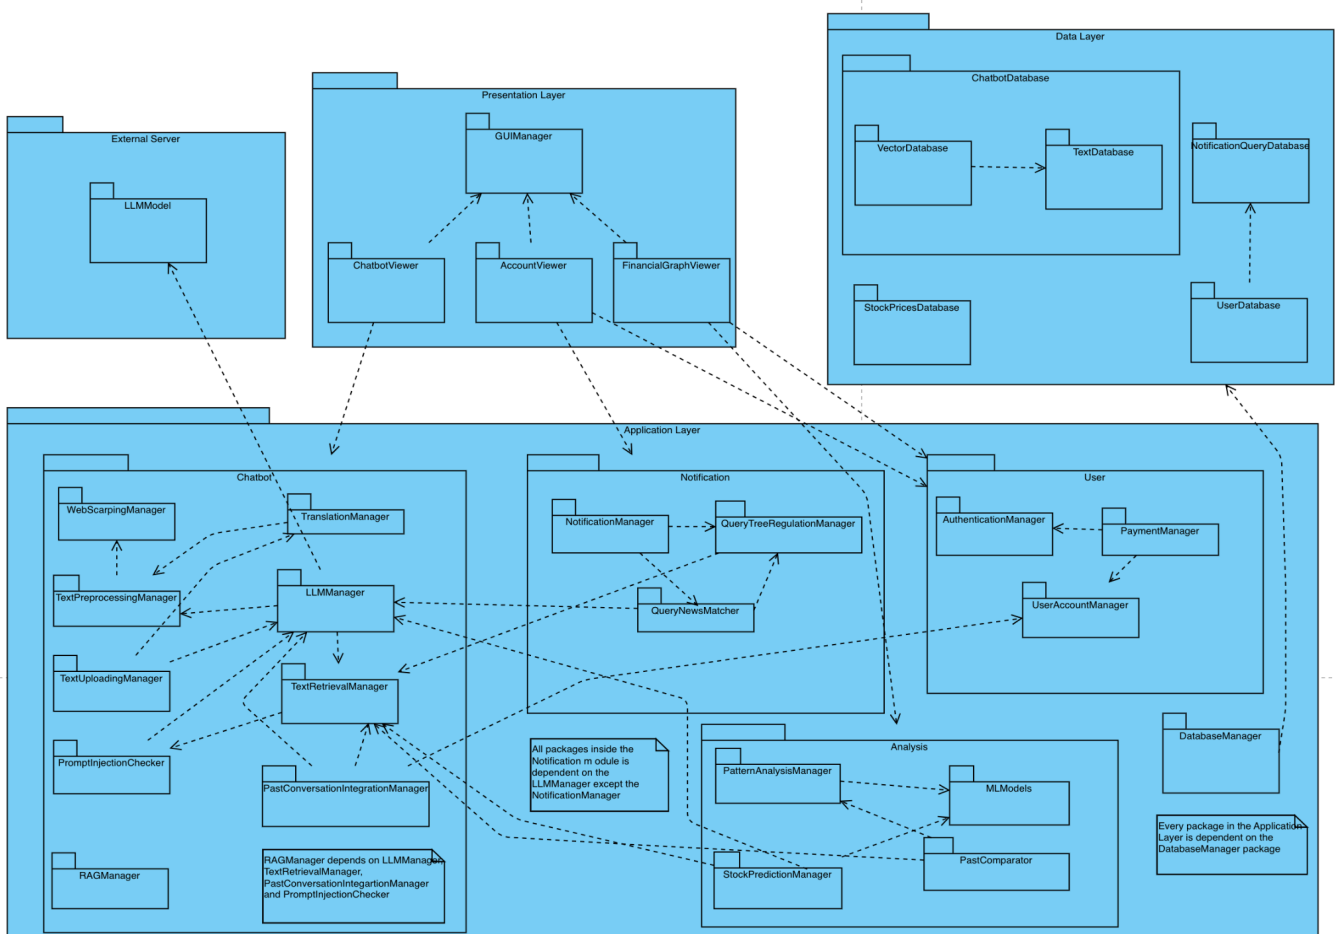 Data Layer
ChatbotDatabase
VectorDatabase
TextDatabase
NotificationQueryDatabase
StockPricesDatabase
UserDatabase
Presentation Layer
GUIManager
ChatbotViewer
AccountViewer
FinancialGraphViewer
External Server
LLMModel
Application Layer
Chatbot
WebScarpingManager
TranslationManager
TextPreprocessingManager
LLMManager
TextUploadingManager
TextRetrievalManager
PromptInjectionChecker
PastConversationIntegrationManager
RAGManager
RAGManager depends on LLMManager,
TextRetrievalManager,
PastConversationIntegartionManager
and PromptInjectionChecker
Notification
NotificationManager
QueryTreeRegulationManager
QueryNewsMatcher
All packages inside the
Notification m odule is
dependent on the
LLMManager except the
NotificationManager
User
AuthenticationManager
PaymentManager
UserAccountManager
Analysis
PatternAnalysisManager
MLModels
StockPredictionManager
PastComparator
DatabaseManager
Every package in the Application
Layer is dependent on the
DatabaseManager package